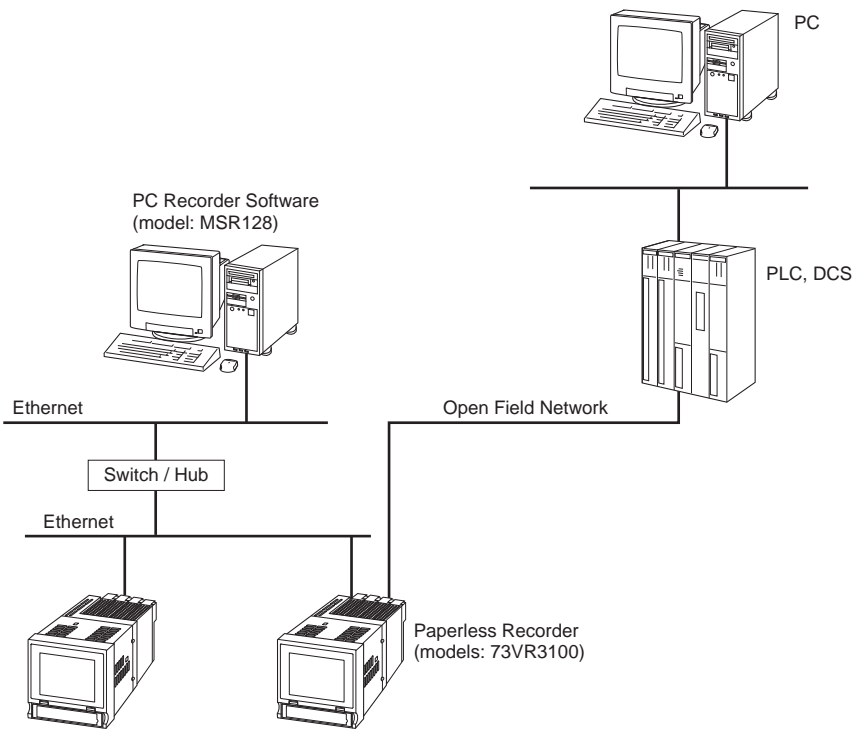 PC
PC Recorder Software
(model: MSR128)
PLC, DCS
Ethernet
Open Field Network
Switch / Hub
Ethernet
Paperless Recorder
(models: 73VR3100)